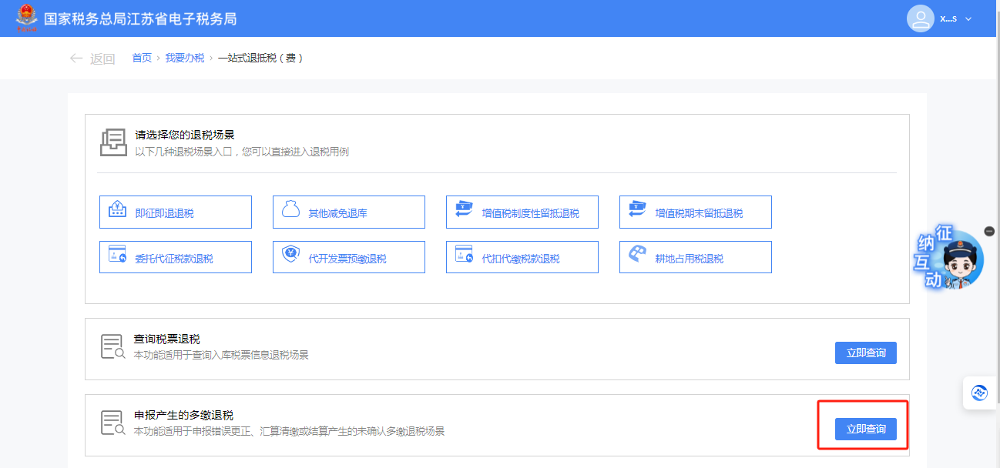 国家税务总局江苏省电子税务局
x...s
返回 首页 › 我要办税 › 一站式退抵税（费）
请选择您的退税场景
以下几种退税场景入口，您可以直接进入退税用例
即征即退退税
其他减免退库
增值税制度性留抵退税
增值税期末留抵退税
委托代征税款退税
代开发票预缴退税
代扣代缴税款退税
耕地占用税退税
征纳互动
查询税票退税
本功能适用于查询入库税票信息退税场景
立即查询
申报产生的多缴退税
本功能适用于申报错误更正、汇算清缴或结算产生的未确认多缴退税场景
立即查询